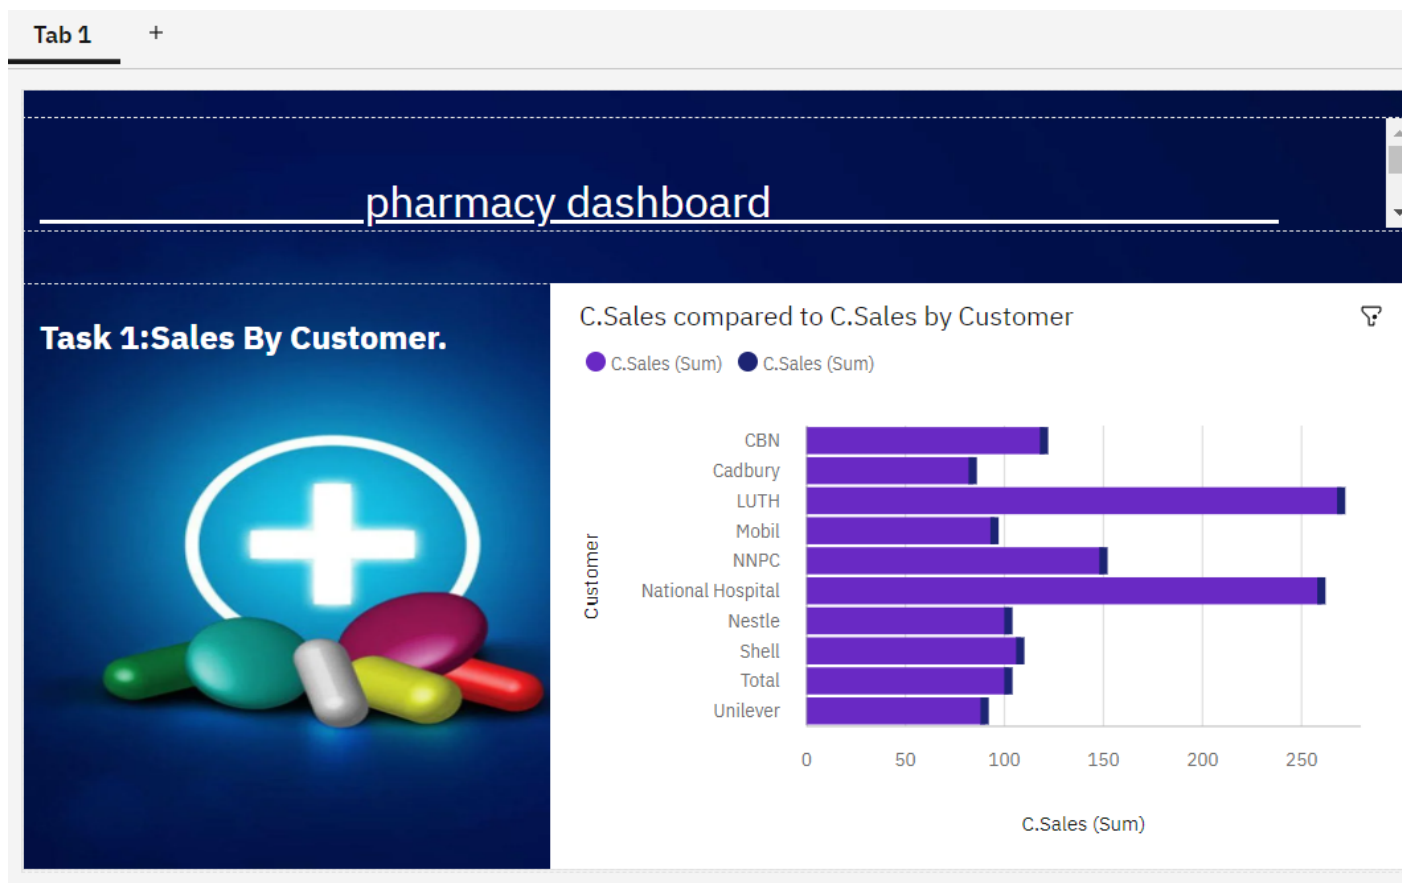 Tab 1 +
pharmacy dashboard
Task 1:Sales By Customer.
C.Sales compared to C.Sales by Customer
C.Sales (Sum) C.Sales (Sum)
Customer
CBN
Cadbury
LUTH
Mobil
NNPC
National Hospital
Nestle
Shell
Total
Unilever
0 50 100 150 200 250
C.Sales (Sum)